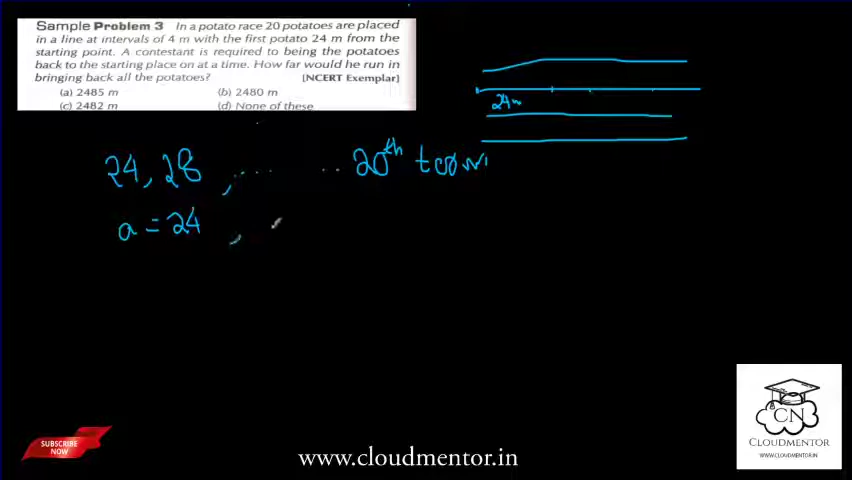 Sample Problem 3 In a potato race 20 potatoes are placed
in a line at intervals of 4 m with the first potato 24 m from the
starting point. A contestant is required to being the potatoes
back to the starting place on at a time. How far would he run in
bringing back all the potatoes? [NCERT Exemplar]
(a) 2485 m (b) 2480 m
(c) 2482 m (d) None of these
24m
24, 28, ..... .. 20th term
a = 24,
SUBSCRIBE
NOW
www.cloudmentor.in
CN
CLOUDMENTOR
WWW.CLOUDMENTOR.IN